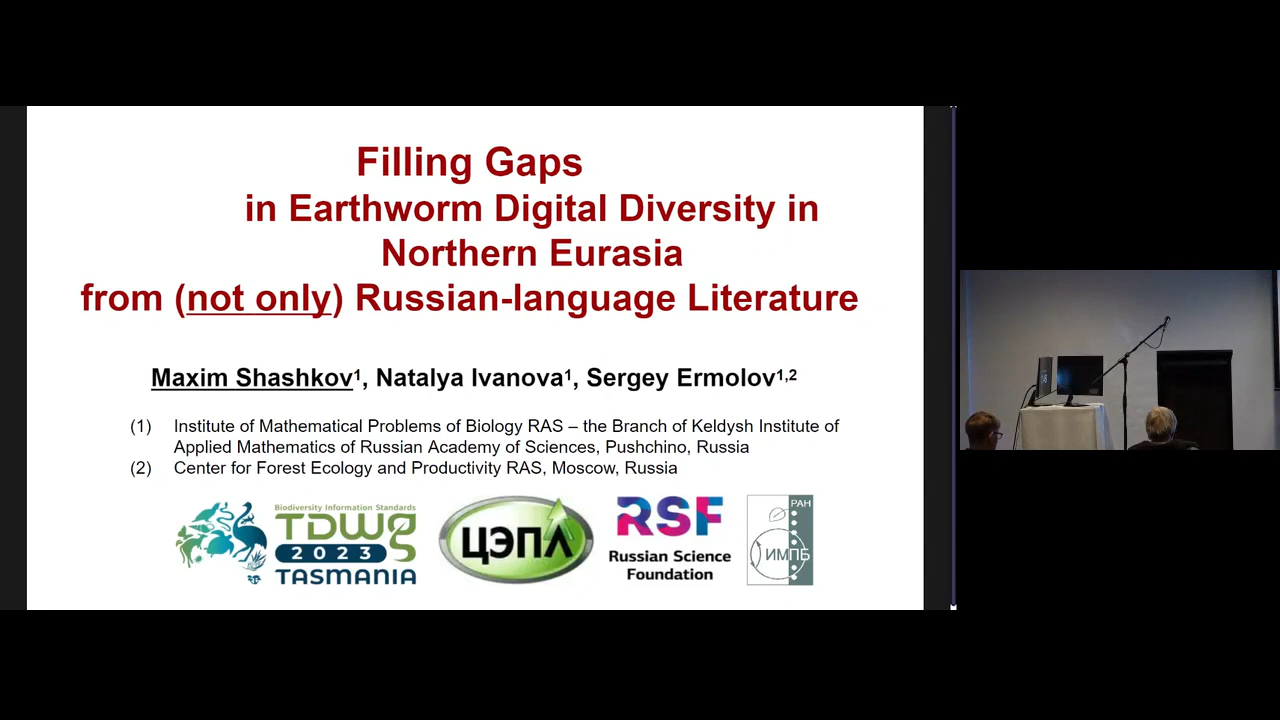 Filling Gaps
in Earthworm Digital Diversity in
Northern Eurasia
from (not only) Russian-language Literature
Maxim Shashkov1, Natalya Ivanova1, Sergey Ermolov1,2
(1) Institute of Mathematical Problems of Biology RAS – the Branch of Keldysh Institute of
Applied Mathematics of Russian Academy of Sciences, Pushchino, Russia
(2) Center for Forest Ecology and Productivity RAS, Moscow, Russia
Biodiversity Information Standards
TDWG
2023
TASMANIA
ЦЭПЛ
RSF
Russian Science
Foundation
РАН
ИМПБ